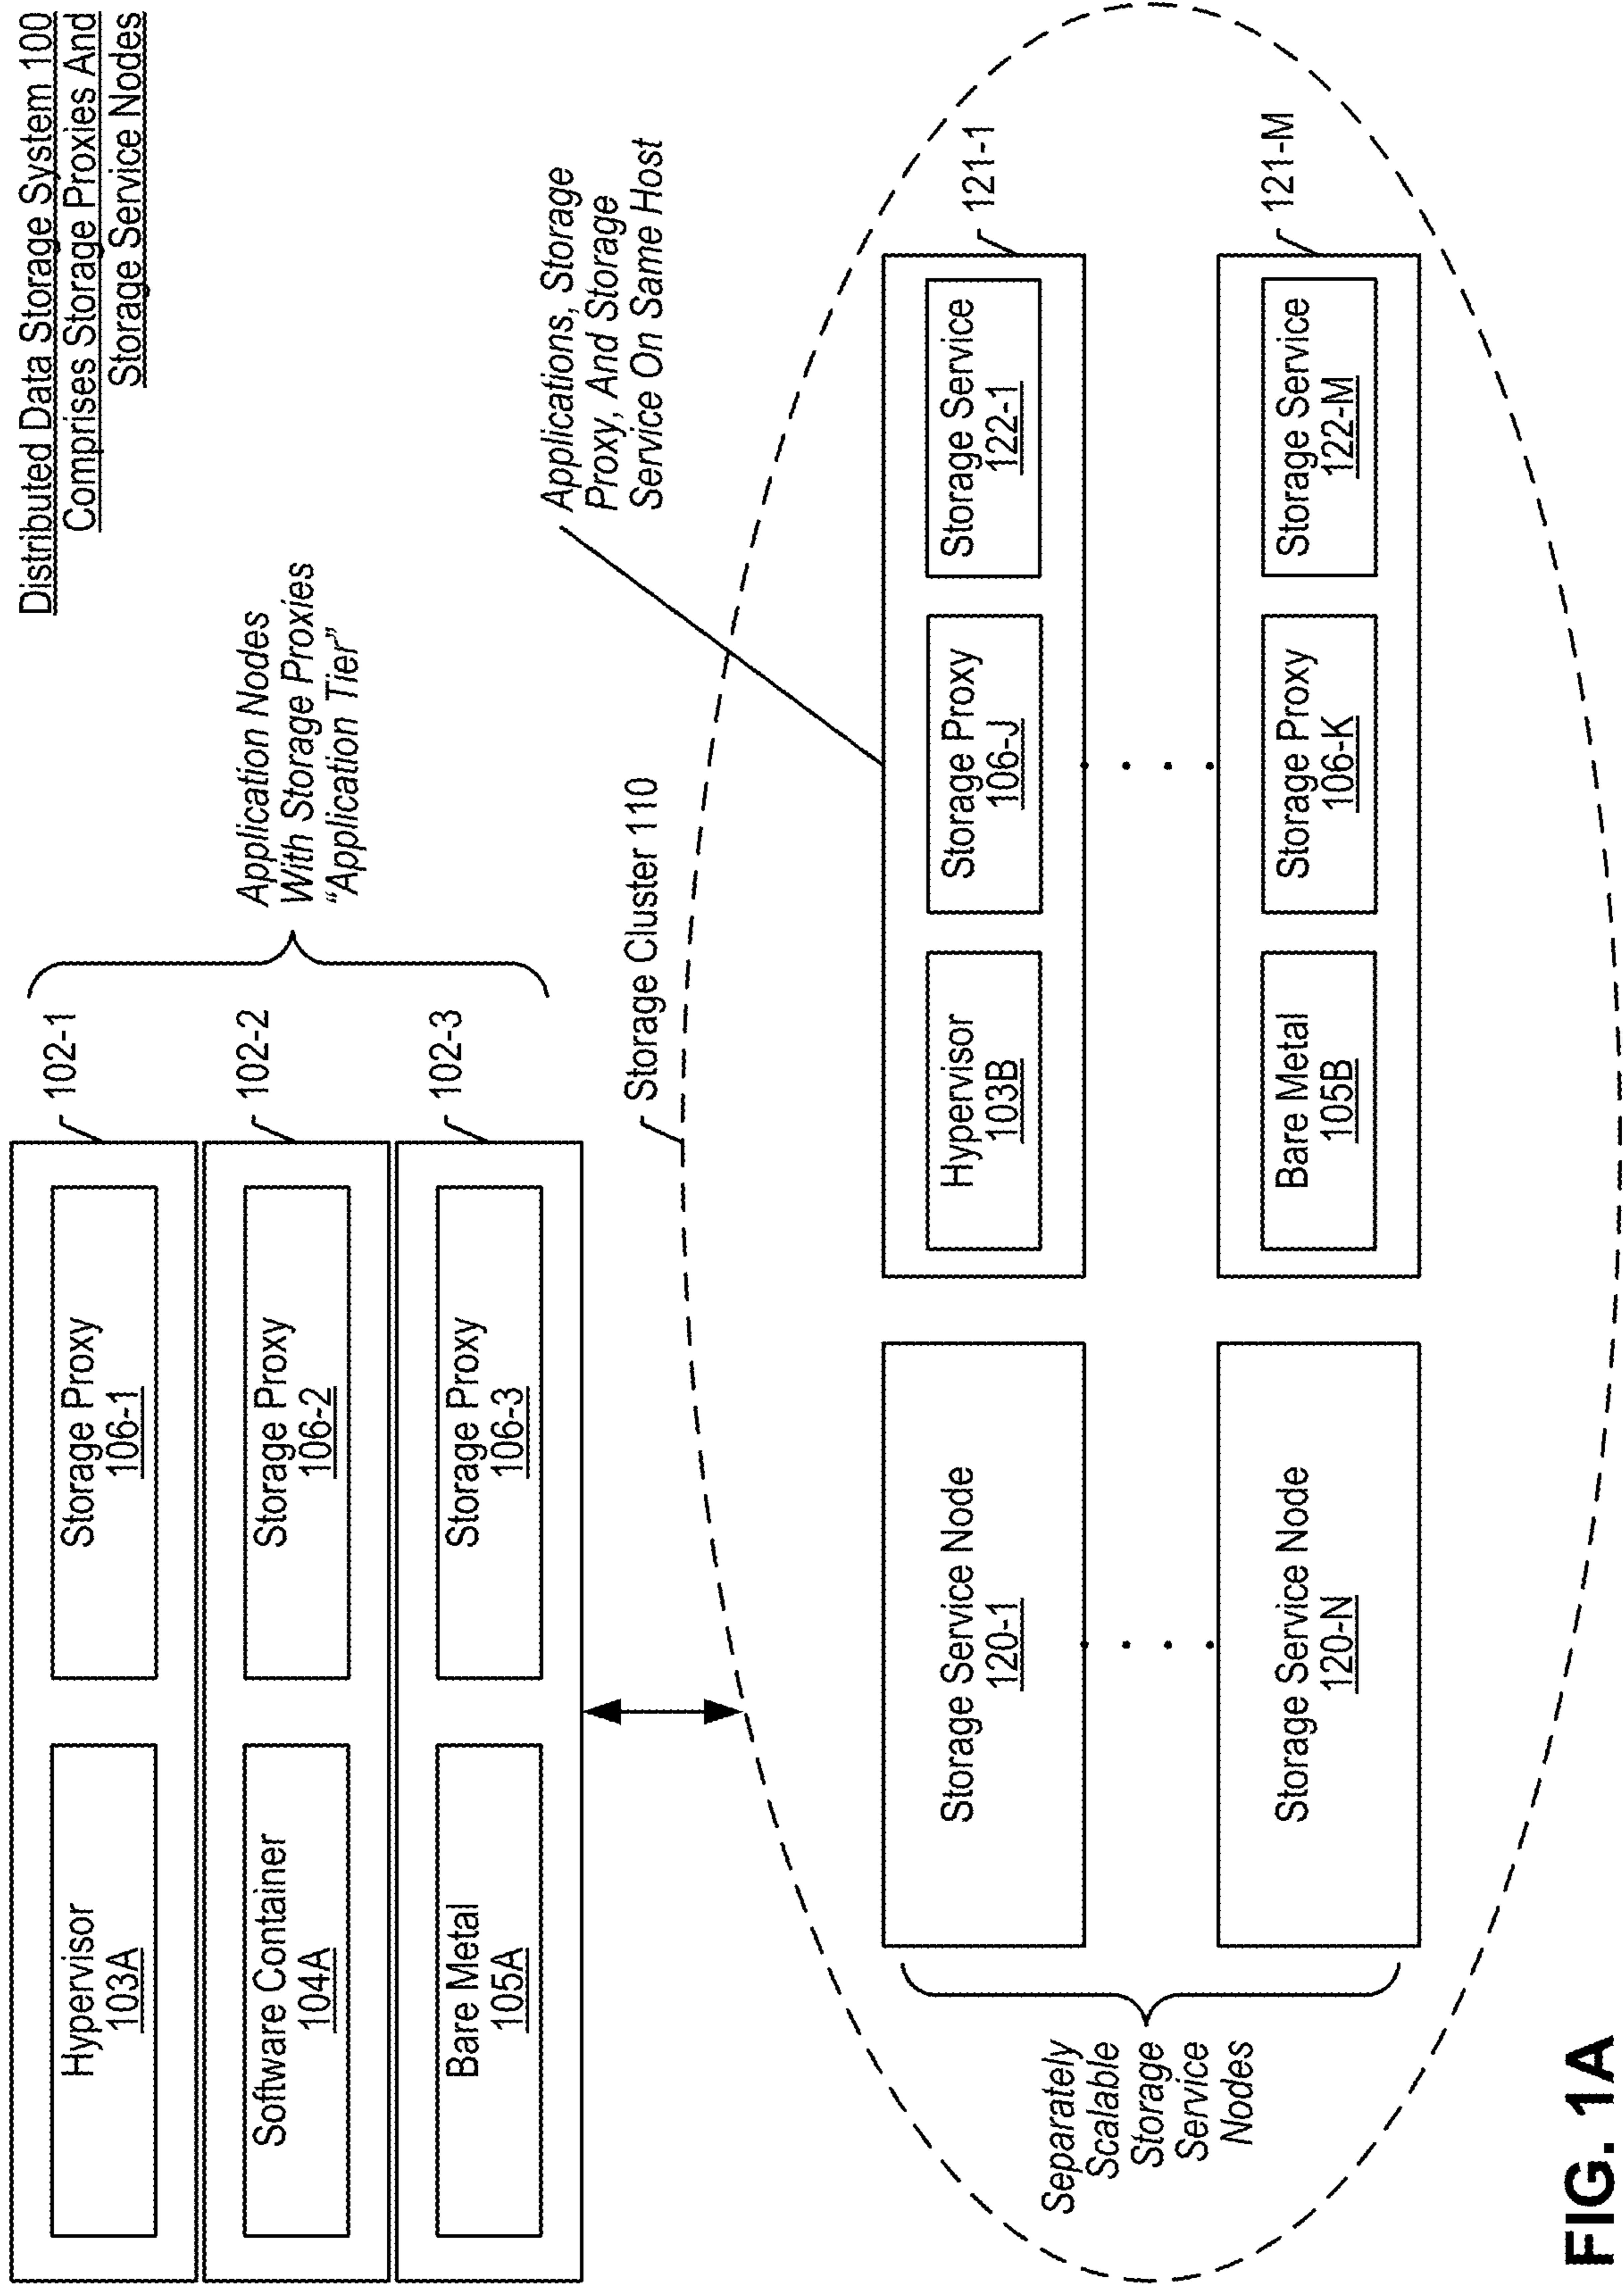 Distributed Data Storage System 100
Comprises Storage Proxies And
Storage Service Nodes
Hypervisor
103A
Storage Proxy
106-1
102-1
Software Container
104A
Storage Proxy
106-2
102-2
Bare Metal
105A
Storage Proxy
106-3
102-3
Application Nodes
With Storage Proxies
“Application Tier”
Storage Cluster 110
Applications, Storage
Proxy, And Storage
Service On Same Host
Separately
Scalable
Storage
Service
Nodes
Storage Service Node
120-1
Hypervisor
103B
Storage Proxy
106-J
Storage Service
122-1
121-1
Storage Service Node
120-N
Bare Metal
105B
Storage Proxy
106-K
Storage Service
122-M
121-M
FIG. 1A